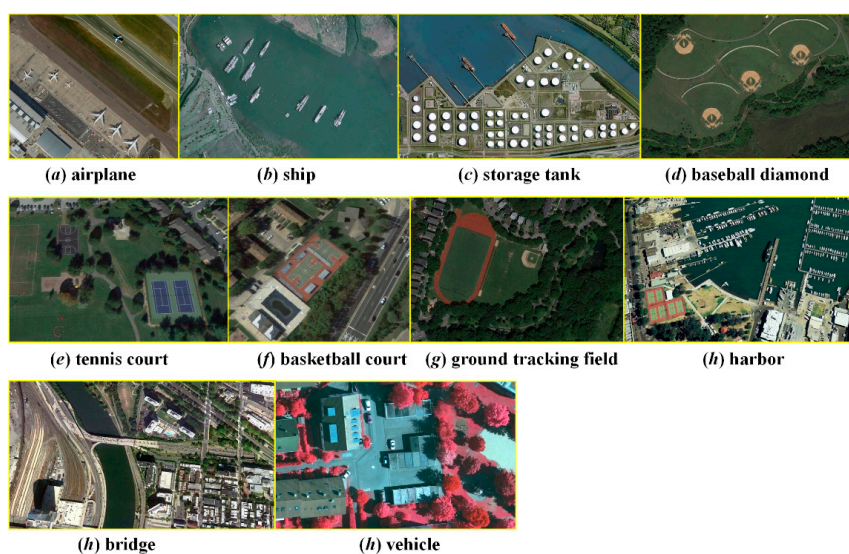 (a) airplane
(b) ship
(c) storage tank
(d) baseball diamond
(e) tennis court
(f) basketball court
(g) ground tracking field
(h) harbor
(h) bridge
(h) vehicle